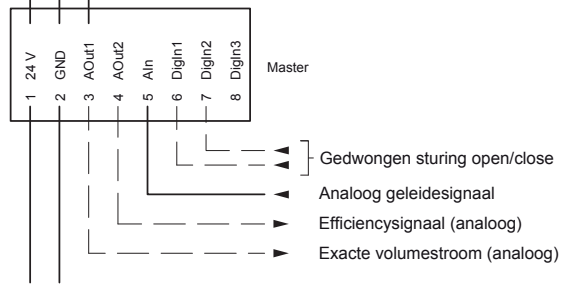 24 V GND AOut1 AOut2 AIn DigIn1 DigIn2 DigIn3
1 2 3 4 5 6 7 8
Master
Gedwongen sturing open/close
Analoog geleidesignaal
Efficiencysignaal (analoog)
Exacte volumestroom (analoog)